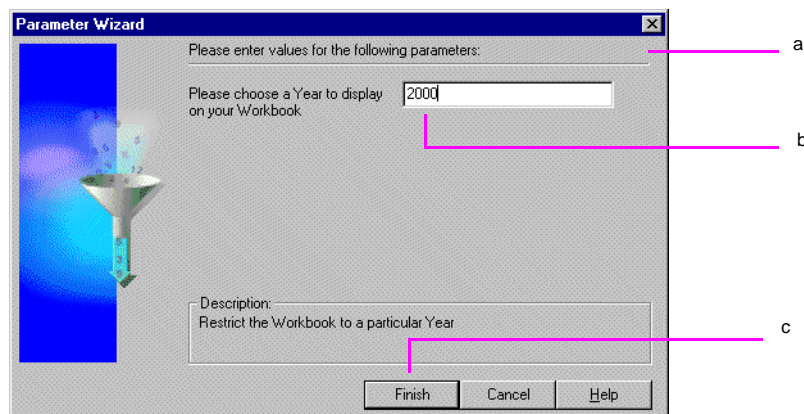 Parameter Wizard
Please enter values for the following parameters:
a
Please choose a Year to display
on your Workbook
2000
b
Description:
Restrict the Workbook to a particular Year
c
Finish
Cancel
Help